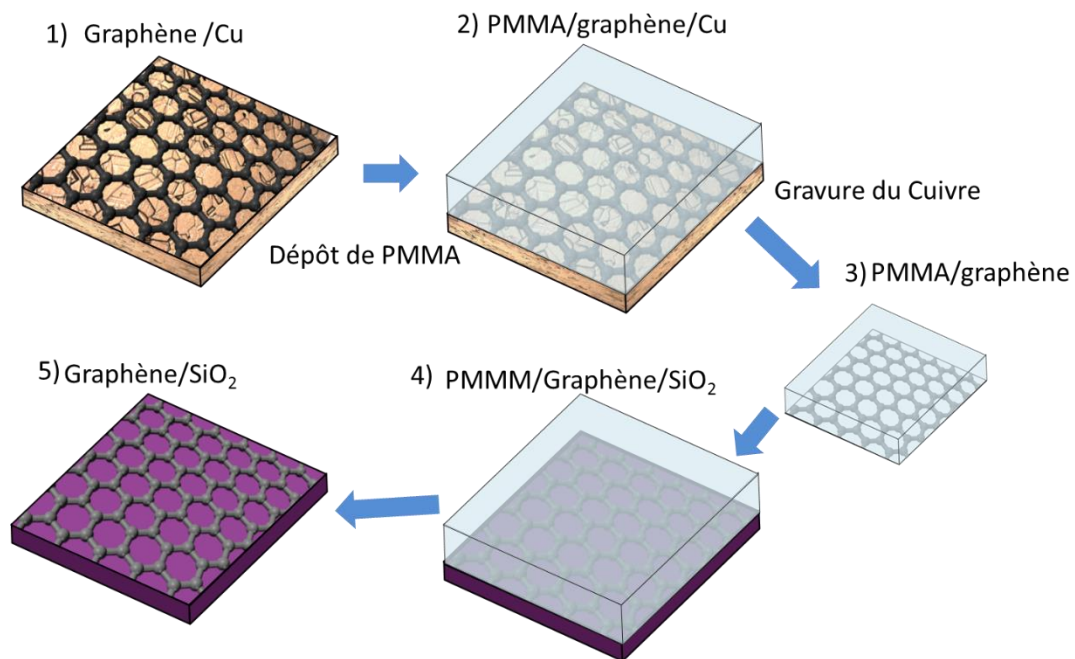 1) Graphène /Cu
2) PMMA/graphène/Cu
Dépôt de PMMA
Gravure du Cuivre
3) PMMA/graphène
4) PMMM/Graphène/SiO₂
5) Graphène/SiO₂